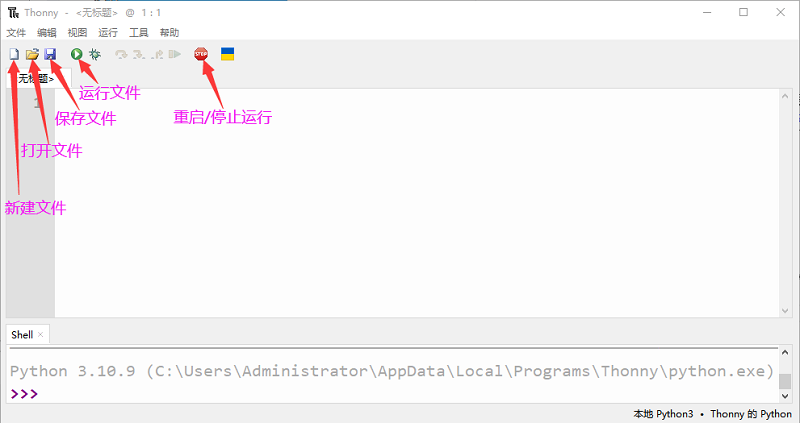 Thonny - <无标题> @ 1 : 1
文件 编辑 视图 运行 工具 帮助
STOP
<无标题>
1
运行文件
保存文件
重启/停止运行
打开文件
新建文件
Shell
Python 3.10.9 (C:\Users\Administrator\AppData\Local\Programs\Thonny\python.exe)
>>>
本地 Python3 • Thonny 的 Python